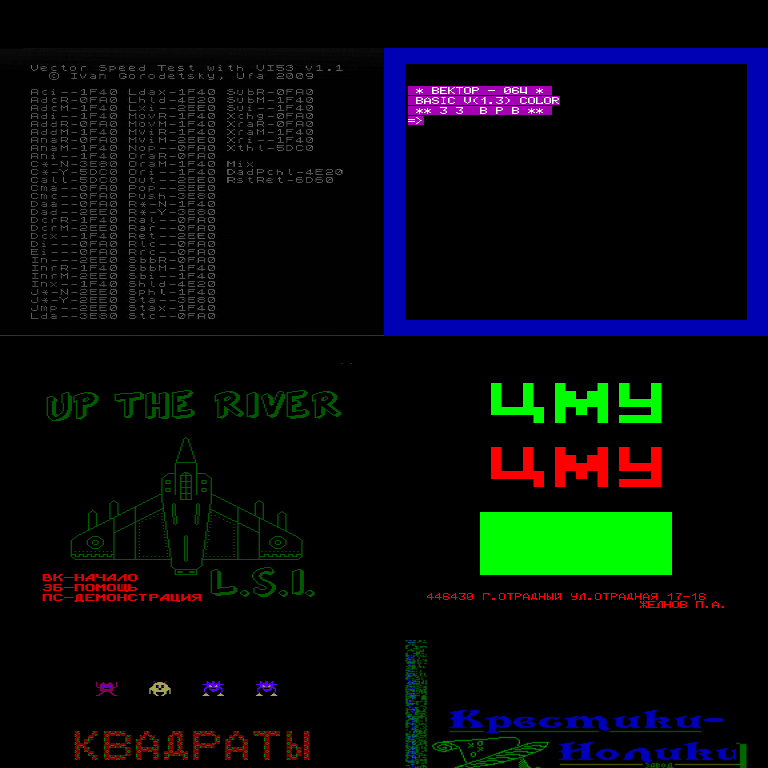 Vector Speed Test with VI53 v1.1
© Ivan Gorodetsky, Ufa 2009
Aci--1F40 Ldax-1F40 SubR-0FA0
AdcR-0FA0 Lhld-4E20 SubM-1F40
AdcM-1F40 Lxi--2EE0 Sui--1F40
Adi--1F40 MovR-1F40 Xchg-0FA0
AddR-0FA0 MovM-1F40 XraR-0FA0
AddM-1F40 MviR-1F40 XraM-1F40
AnaR-0FA0 MviM-2EE0 Xri--1F40
AnaM-1F40 Nop--0FA0 Xthl-5DC0
Ani--1F40 OraR-0FA0
C*-N-3E80 OraM-1F40 Mix
C*-Y-5DC0 Ori--1F40 DadPchl-4E20
Call-5DC0 Out--2EE0 RstRet-6D60
Cma--0FA0 Pop--2EE0
Cmc--0FA0 Push-3E80
Daa--0FA0 R*-N-1F40
Dad--2EE0 R*-Y-3E80
DcrR-1F40 Ral--0FA0
DcrM-2EE0 Rar--0FA0
Dcx--1F40 Ret--2EE0
Di---0FA0 Rlc--0FA0
Ei---0FA0 Rrc--0FA0
In---2EE0 SbbR-0FA0
InrR-1F40 SbbM-1F40
InrM-2EE0 Sbi--1F40
Inx--1F40 Shld-4E20
J*-N-2EE0 Sphl-1F40
J*-Y-2EE0 Sta--3E80
Jmp--2EE0 Stax-1F40
Lda--3E80 Stc--0FA0
* ВЕКТОР - 06Ц *
BASIC V(1.3) COLOR
** 3 3 B P B **
=>
UP THE RIVER
L.S.I.
ВК-НАЧАЛО
ЗБ-ПОМОЩЬ
ПС-ДЕМОНСТРАЦИЯ
ЦМУ
ЦМУ
446430 Г.ОТРАДНЫЙ УЛ.ОТРАДНАЯ 17-16
ЖЕЛНОВ П.А.
КВАДРАТЫ
Крестики-
Нолики
ЗАВОД